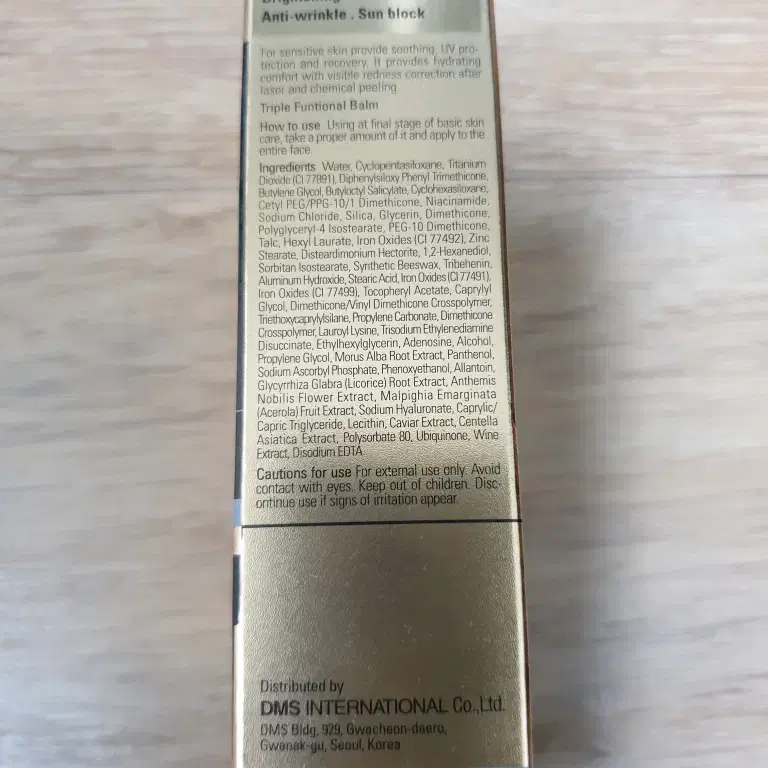 Brightening
Anti-wrinkle . Sun block
For sensitive skin provide soothing, UV pro-
tection and recovery. It provides hydrating
comfort with visible redness correction after
laser and chemical peeling.
Triple Funtional Balm
How to use Using at final stage of basic skin
care, take a proper amount of it and apply to the
entire face.
Ingredients Water, Cyclopentasiloxane, Titanium
Dioxide (CI 77891), Diphenylsiloxy Phenyl Trimethicone,
Butylene Glycol, Butyloctyl Salicylate, Cyclohexasiloxane,
Cetyl PEG/PPG-10/1 Dimethicone, Niacinamide,
Sodium Chloride, Silica, Glycerin, Dimethicone,
Polyglyceryl-4 Isostearate, PEG-10 Dimethicone,
Talc, Hexyl Laurate, Iron Oxides (CI 77492), Zinc
Stearate, Disteardimonium Hectorite, 1,2-Hexanediol,
Sorbitan Isostearate, Synthetic Beeswax, Tribehenin,
Aluminum Hydroxide, Stearic Acid, Iron Oxides (CI 77491),
Iron Oxides (CI 77499), Tocopheryl Acetate, Caprylyl
Glycol, Dimethicone/Vinyl Dimethicone Crosspolymer,
Triethoxycaprylylsilane, Propylene Carbonate, Dimethicone
Crosspolymer, Lauroyl Lysine, Trisodium Ethylenediamine
Disuccinate, Ethylhexylglycerin, Adenosine, Alcohol,
Propylene Glycol, Morus Alba Root Extract, Panthenol,
Sodium Ascorbyl Phosphate, Phenoxyethanol, Allantoin,
Glycyrrhiza Glabra (Licorice) Root Extract, Anthemis
Nobilis Flower Extract, Malpighia Emarginata
(Acerola) Fruit Extract, Sodium Hyaluronate, Caprylic/
Capric Triglyceride, Lecithin, Caviar Extract, Centella
Asiatica Extract, Polysorbate 80, Ubiquinone, Wine
Extract, Disodium EDTA
Cautions for use For external use only. Avoid
contact with eyes. Keep out of children. Disc-
ontinue use if signs of irritation appear.
Distributed by
DMS INTERNATIONAL Co.,Ltd.
DMS Bldg, 929, Gwacheon-daero,
Gwanak-gu, Seoul, Korea